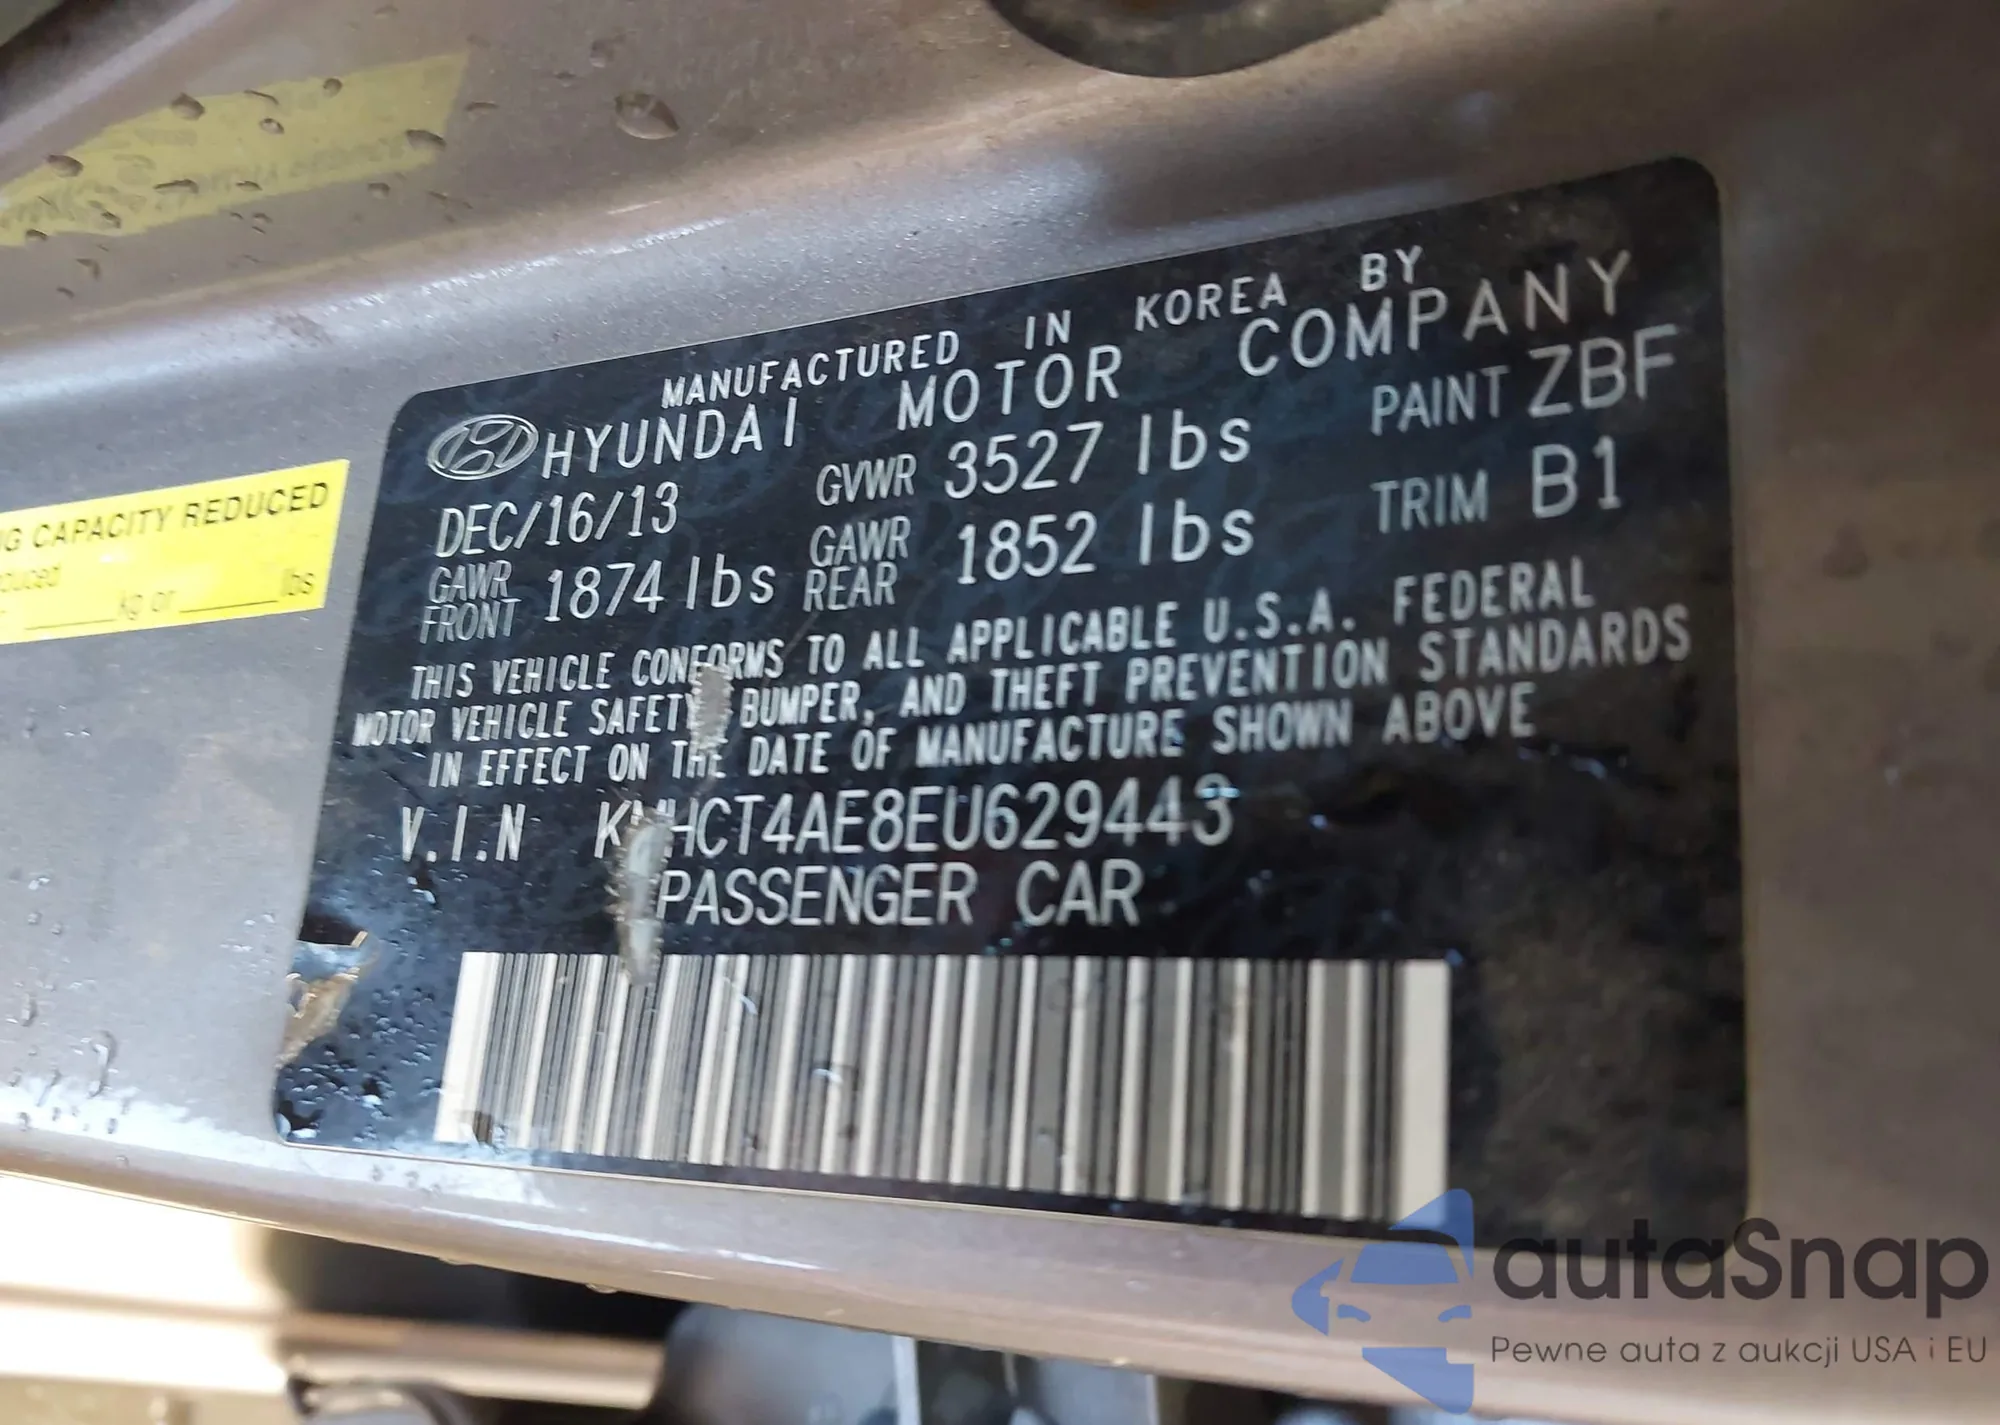 MANUFACTURED IN KOREA BY
HYUNDAI MOTOR COMPANY
DEC/16/13 GVWR 3527 lbs PAINT ZBF
GAWR FRONT 1874 lbs GAWR REAR 1852 lbs TRIM B1
THIS VEHICLE CONFORMS TO ALL APPLICABLE U.S.A. FEDERAL
MOTOR VEHICLE SAFETY BUMPER, AND THEFT PREVENTION STANDARDS
IN EFFECT ON THE DATE OF MANUFACTURE SHOWN ABOVE
V.I.N KMHCT4AE8EU629443
PASSENGER CAR
CAPACITY REDUCED
kg or lbs
autaSnap
Pewne auta z aukcji USA i EU